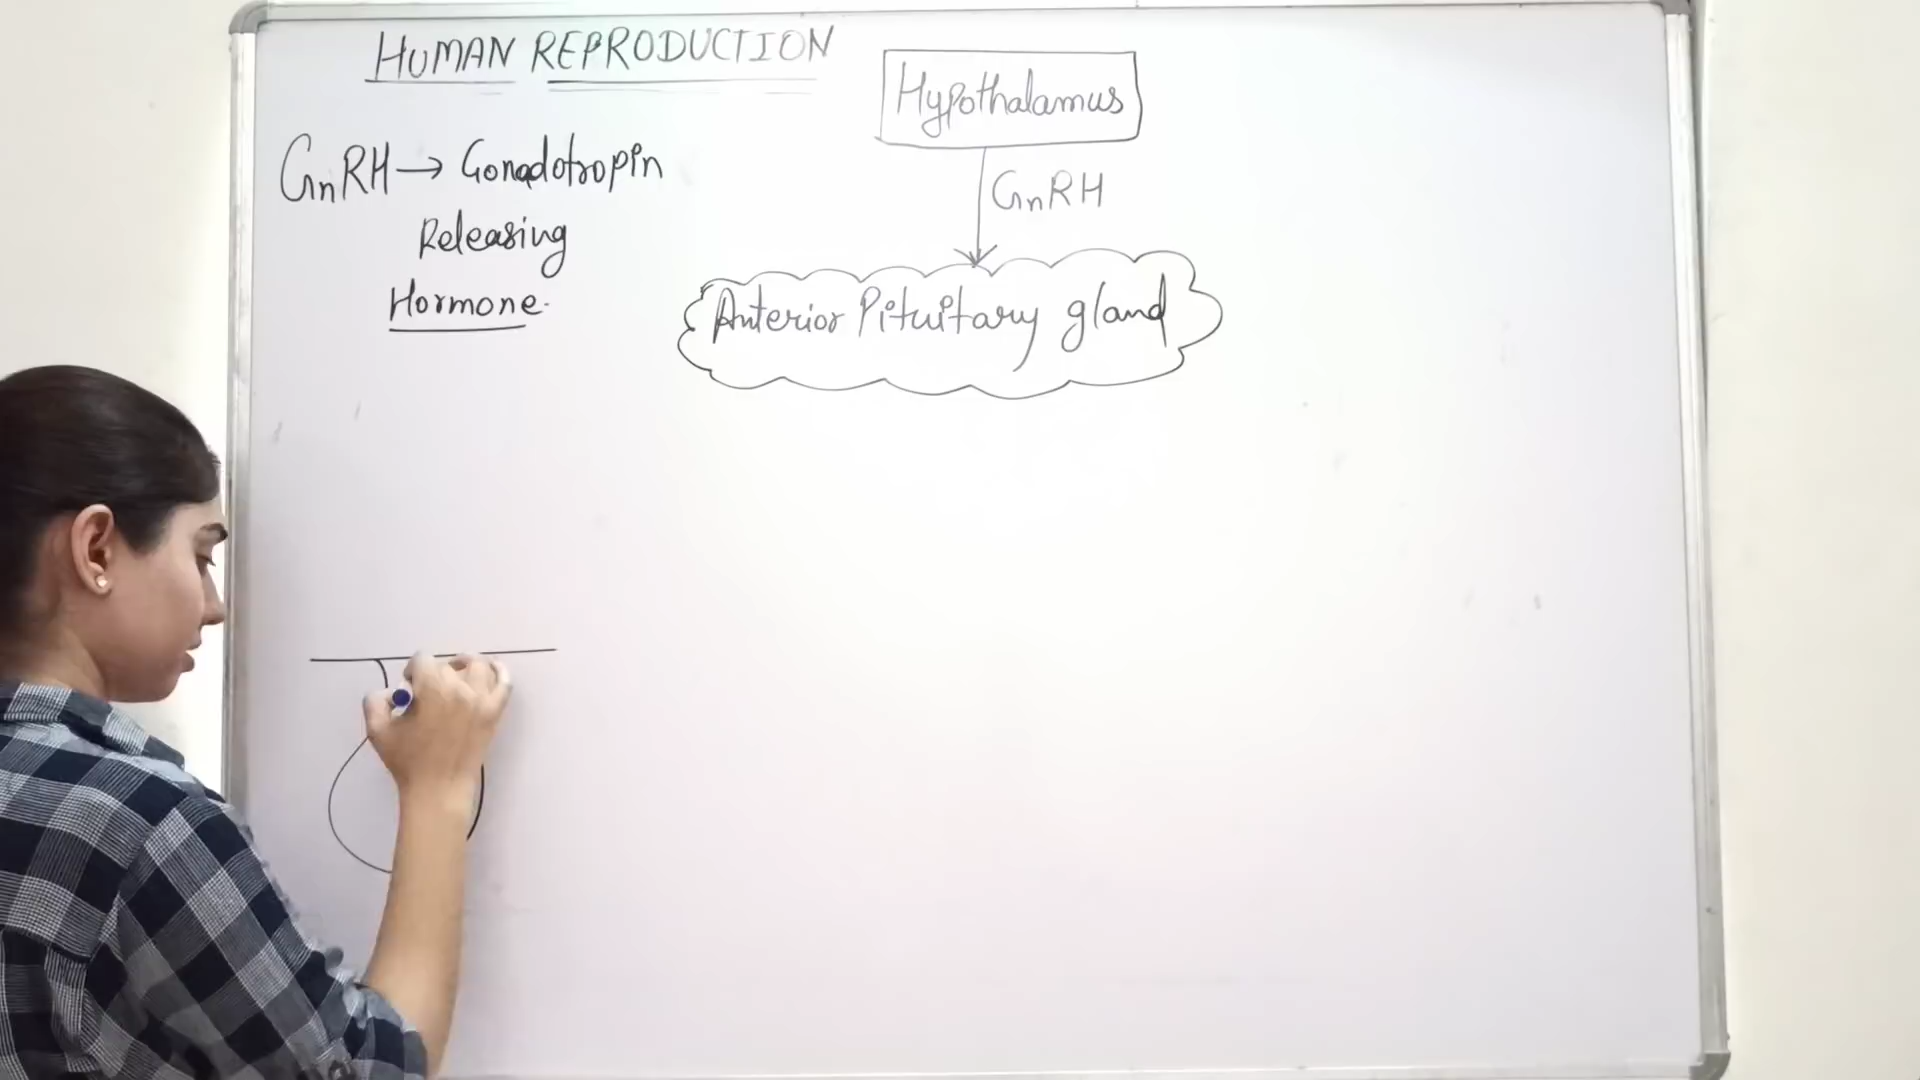 HUMAN REPRODUCTION
GnRH → Gonadotropin
Releasing
Hormone.
Hypothalamus
GnRH
Anterior Pituitary gland